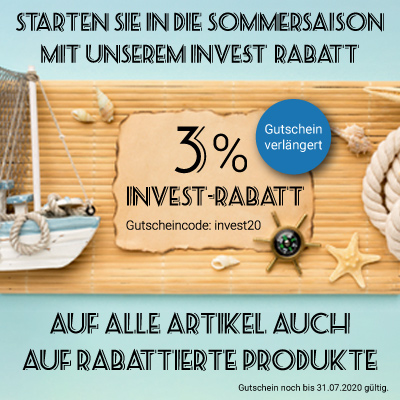 STARTEN SIE IN DIE SOMMERSAISON
MIT UNSEREM INVEST RABATT
Gutschein
verlängert
3%
INVEST-RABATT
Gutscheincode: invest20
AUF ALLE ARTIKEL AUCH
AUF RABATTIERTE PRODUKTE
Gutschein noch bis 31.07.2020 gültig.